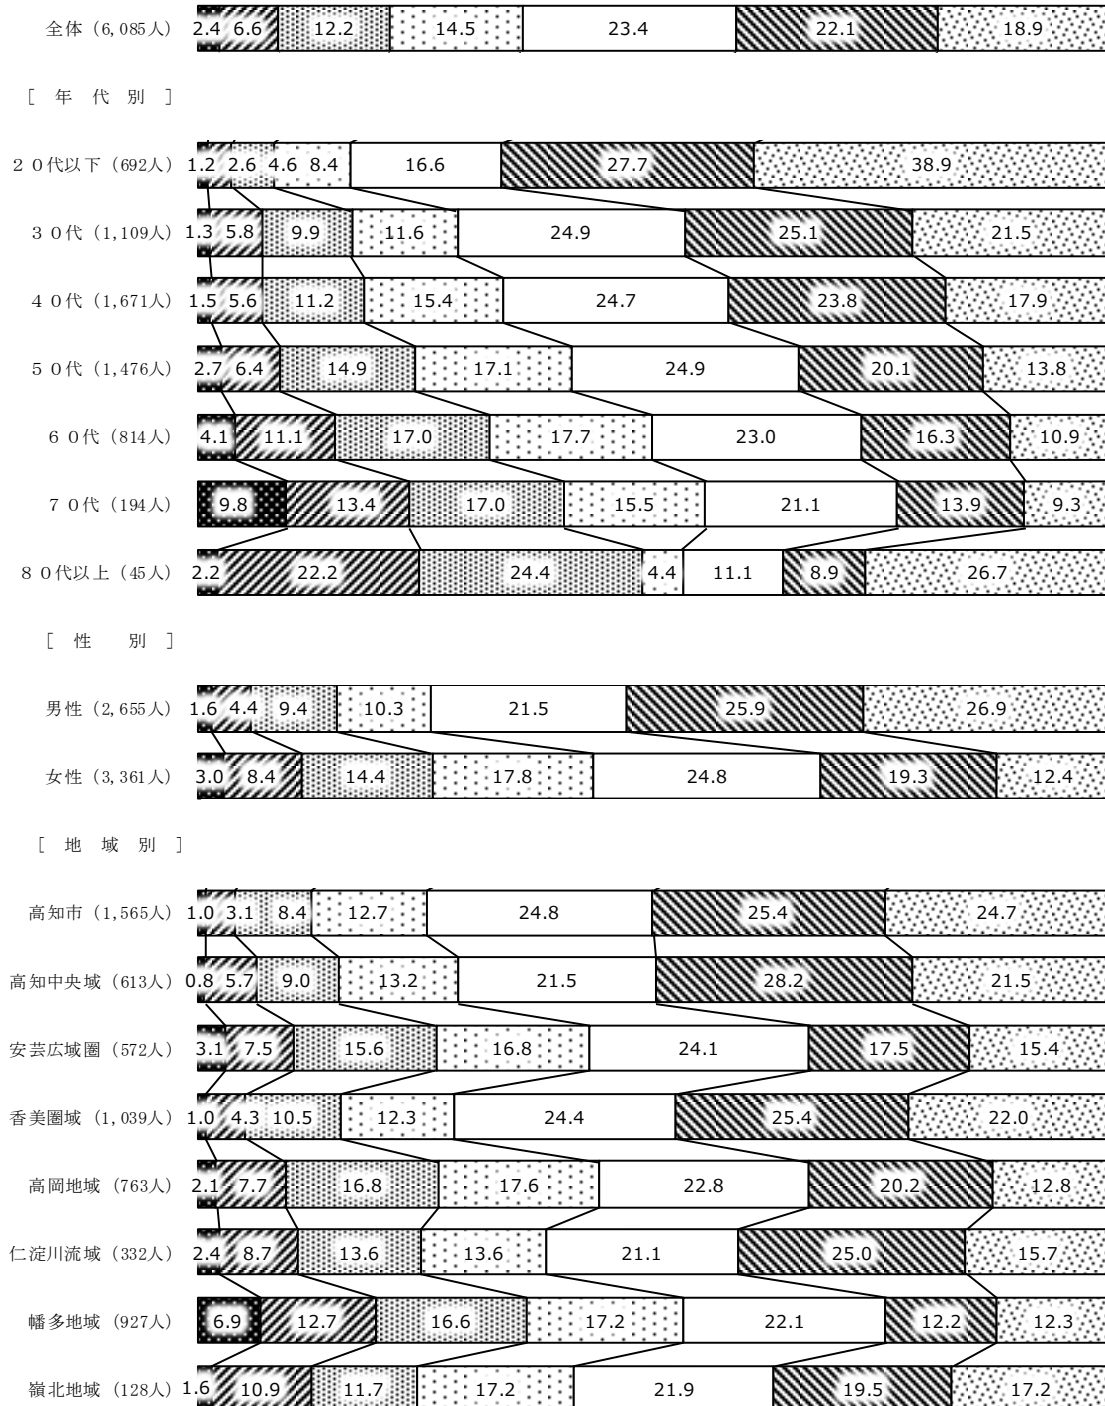 全体（6,085人） 2.4 6.6 12.2 14.5 23.4 22.1 18.9
［ 年 代 別 ］
２０代以下（692人） 1.2 2.6 4.6 8.4 16.6 27.7 38.9
３０代（1,109人） 1.3 5.8 9.9 11.6 24.9 25.1 21.5
４０代（1,671人） 1.5 5.6 11.2 15.4 24.7 23.8 17.9
５０代（1,476人） 2.7 6.4 14.9 17.1 24.9 20.1 13.8
６０代（814人） 4.1 11.1 17.0 17.7 23.0 16.3 10.9
７０代（194人） 9.8 13.4 17.0 15.5 21.1 13.9 9.3
８０代以上（45人） 2.2 22.2 24.4 4.4 11.1 8.9 26.7
［ 性 別 ］
男性（2,655人） 1.6 4.4 9.4 10.3 21.5 25.9 26.9
女性（3,361人） 3.0 8.4 14.4 17.8 24.8 19.3 12.4
［ 地 域 別 ］
高知市（1,565人） 1.0 3.1 8.4 12.7 24.8 25.4 24.7
高知中央域（613人） 0.8 5.7 9.0 13.2 21.5 28.2 21.5
安芸広域圏（572人） 3.1 7.5 15.6 16.8 24.1 17.5 15.4
香美圏域（1,039人） 1.0 4.3 10.5 12.3 24.4 25.4 22.0
高岡地域（763人） 2.1 7.7 16.8 17.6 22.8 20.2 12.8
仁淀川流域（332人） 2.4 8.7 13.6 13.6 21.1 25.0 15.7
幡多地域（927人） 6.9 12.7 16.6 17.2 22.1 12.2 12.3
嶺北地域（128人） 1.6 10.9 11.7 17.2 21.9 19.5 17.2